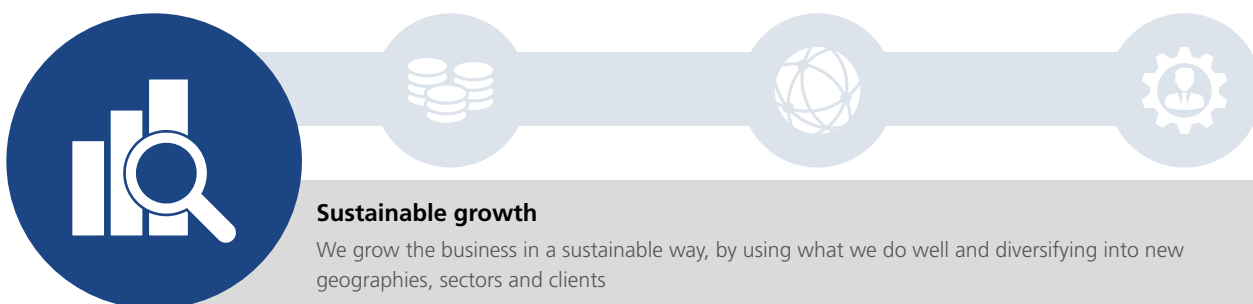 Sustainable growth
We grow the business in a sustainable way, by using what we do well and diversifying into new
geographies, sectors and clients